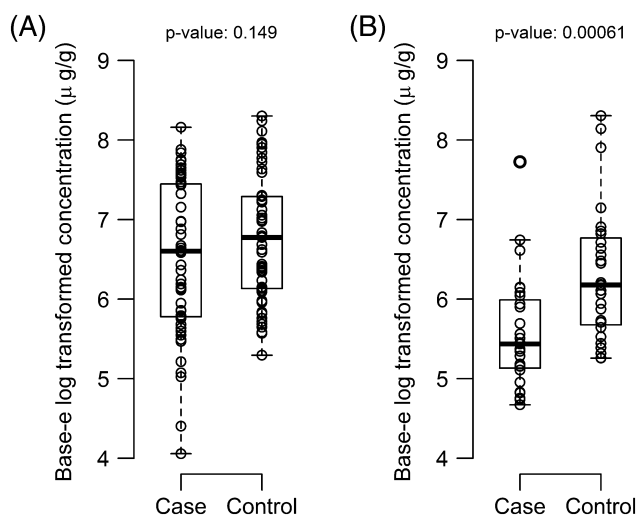 (A)
p-value: 0.149
Base-e log transformed concentration (μ g/g)
9
8
7
6
5
4
Case Control
(B)
p-value: 0.00061
Base-e log transformed concentration (μ g/g)
9
8
7
6
5
4
Case Control